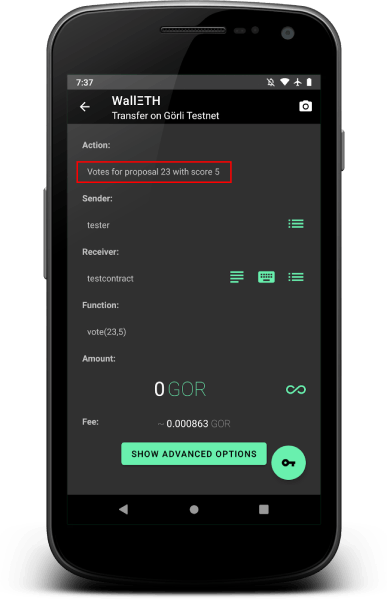 7:37
WallΞTH
Transfer on Görli Testnet
Action:
Votes for proposal 23 with score 5
Sender:
tester
Receiver:
testcontract
Function:
vote(23,5)
Amount:
0 GOR
Fee: ~0.000863 GOR
SHOW ADVANCED OPTIONS